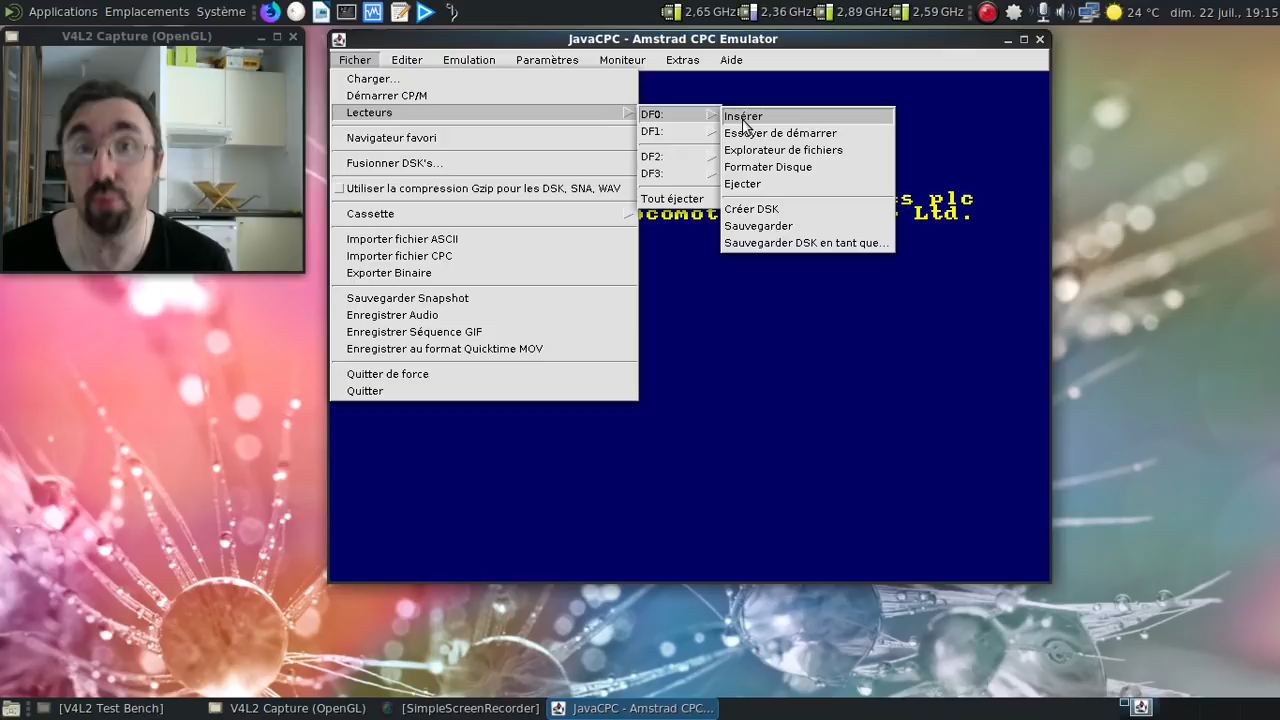 Applications Emplacements Système 2,65 GHz 2,36 GHz 2,89 GHz 2,59 GHz 24 °C dim. 22 juil., 19:15
V4L2 Capture (OpenGL)
JavaCPC - Amstrad CPC Emulator
Ficher Editer Emulation Paramètres Moniteur Extras Aide
Charger...
Démarrer CP/M
Lecteurs
Navigateur favori
Fusionner DSK's...
Utiliser la compression Gzip pour les DSK, SNA, WAV
Cassette
Importer fichier ASCII
Importer fichier CPC
Exporter Binaire
Sauvegarder Snapshot
Enregistrer Audio
Enregistrer Séquence GIF
Enregistrer au format Quicktime MOV
Quitter de force
Quitter
DF0:
DF1:
DF2:
DF3:
Tout éjecter
Insérer
Essayer de démarrer
Explorateur de fichiers
Formater Disque
Ejecter
Créer DSK
Sauvegarder
Sauvegarder DSK en tant que...
s plc
ocomot Ltd.
[V4L2 Test Bench] V4L2 Capture (OpenGL) [SimpleScreenRecorder] JavaCPC - Amstrad CPC...